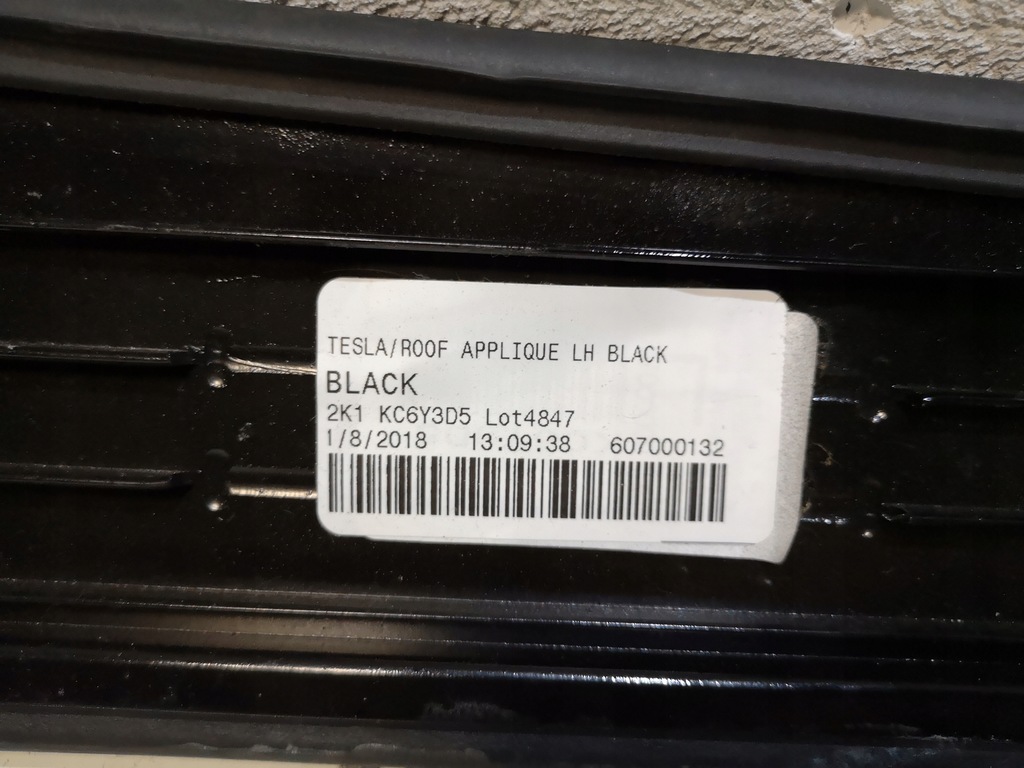 TESLA/ROOF APPLIQUE LH BLACK
BLACK
2K1 KC6Y3D5 Lot4847
1/8/2018 13:09:38 607000132